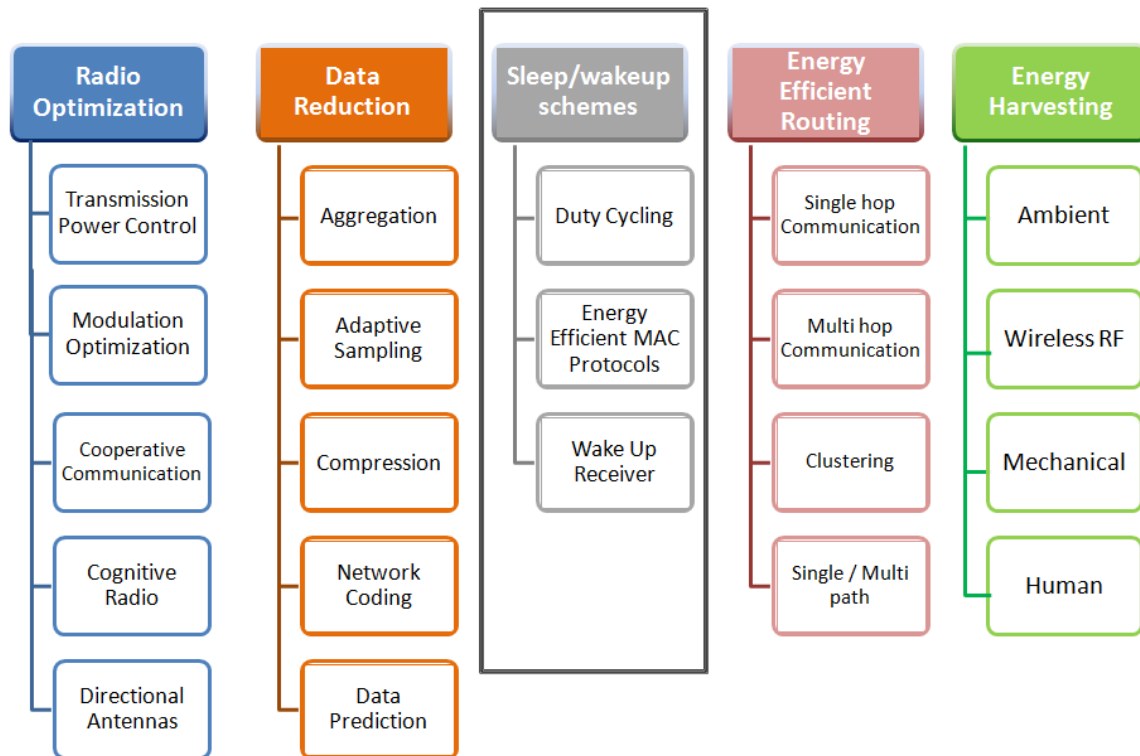 Radio
Optimization
Transmission
Power Control
Modulation
Optimization
Cooperative
Communication
Cognitive
Radio
Directional
Antennas
Data
Reduction
Aggregation
Adaptive
Sampling
Compression
Network
Coding
Data
Prediction
Sleep/wakeup
schemes
Duty Cycling
Energy
Efficient MAC
Protocols
Wake Up
Receiver
Energy
Efficient
Routing
Single hop
Communication
Multi hop
Communication
Clustering
Single / Multi
path
Energy
Harvesting
Ambient
Wireless RF
Mechanical
Human